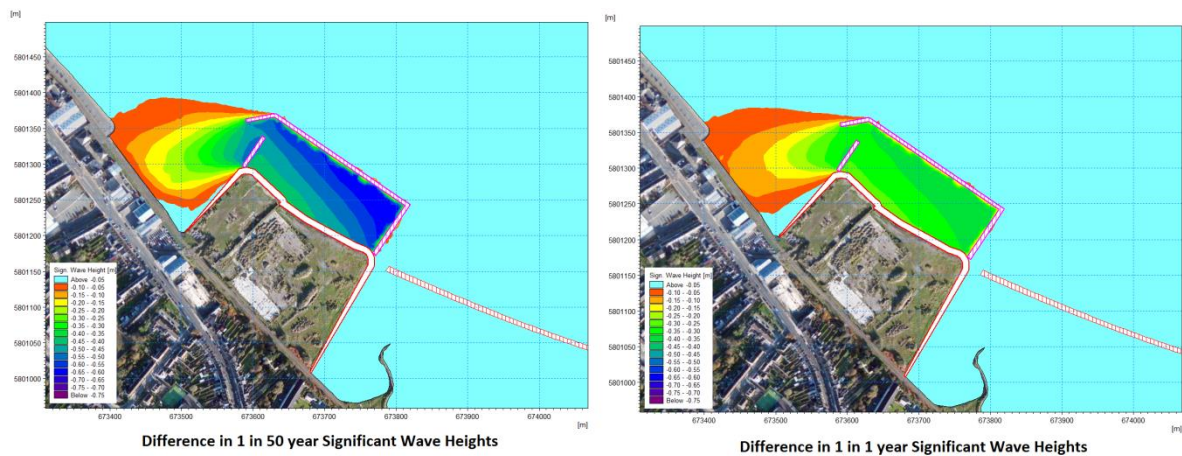 [m]
5801450
5801400
5801350
5801300
5801250
5801200
5801150
5801100
5801050
5801000
Sign. Wave Height [m]
Above -0.05
-0.10 - -0.05
-0.15 - -0.10
-0.20 - -0.15
-0.25 - -0.20
-0.30 - -0.25
-0.35 - -0.30
-0.40 - -0.35
-0.45 - -0.40
-0.50 - -0.45
-0.55 - -0.50
-0.60 - -0.55
-0.65 - -0.60
-0.70 - -0.65
-0.75 - -0.70
Below -0.75
673400 673500 673600 673700 673800 673900 674000
[m]
Difference in 1 in 50 year Significant Wave Heights
[m]
5801450
5801400
5801350
5801300
5801250
5801200
5801150
5801100
5801050
5801000
Sign. Wave Height [m]
Above -0.05
-0.10 - -0.05
-0.15 - -0.10
-0.20 - -0.15
-0.25 - -0.20
-0.30 - -0.25
-0.35 - -0.30
-0.40 - -0.35
-0.45 - -0.40
-0.50 - -0.45
-0.55 - -0.50
-0.60 - -0.55
-0.65 - -0.60
-0.70 - -0.65
-0.75 - -0.70
Below -0.75
673400 673500 673600 673700 673800 673900 674000
[m]
Difference in 1 in 1 year Significant Wave Heights